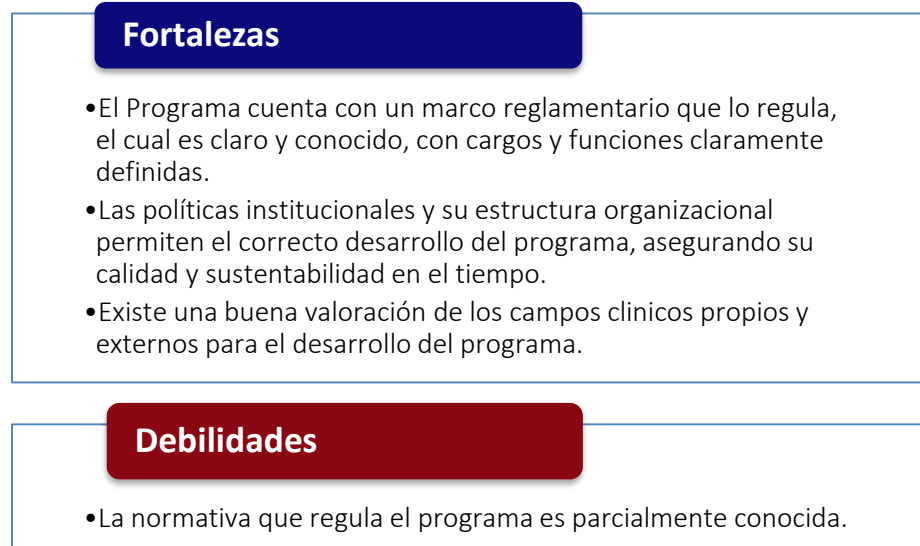 Fortalezas
•El Programa cuenta con un marco reglamentario que lo regula,
el cual es claro y conocido, con cargos y funciones claramente
definidas.
•Las políticas institucionales y su estructura organizacional
permiten el correcto desarrollo del programa, asegurando su
calidad y sustentabilidad en el tiempo.
•Existe una buena valoración de los campos clinicos propios y
externos para el desarrollo del programa.
Debilidades
•La normativa que regula el programa es parcialmente conocida.